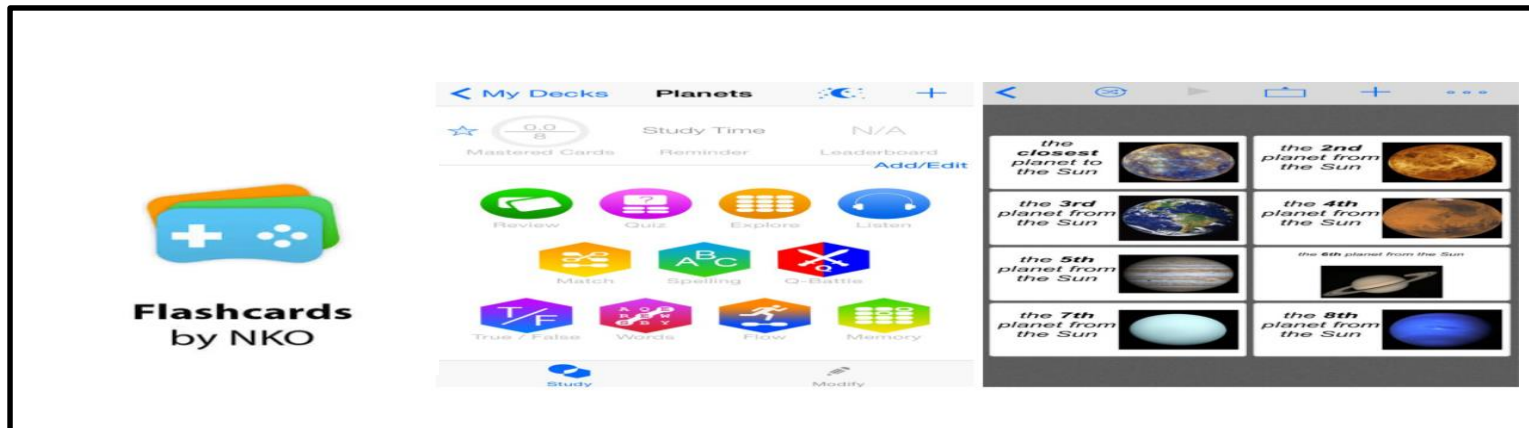 Flashcards
by NKO
My Decks Planets
0.0
8
Study Time
N/A
Mastered Cards Reminder Leaderboard
Add/Edit
?
Review Quiz Explore Listen
A B C
Q
Match Spelling Q-Battle
T/F
True / False Words Flow Memory
Study Modify
the
closest
planet to
the Sun
the 2nd
planet from
the Sun
the 3rd
planet from
the Sun
the 4th
planet from
the Sun
the 5th
planet from
the Sun
the 6th planet from the Sun
the 7th
planet from
the Sun
the 8th
planet from
the Sun